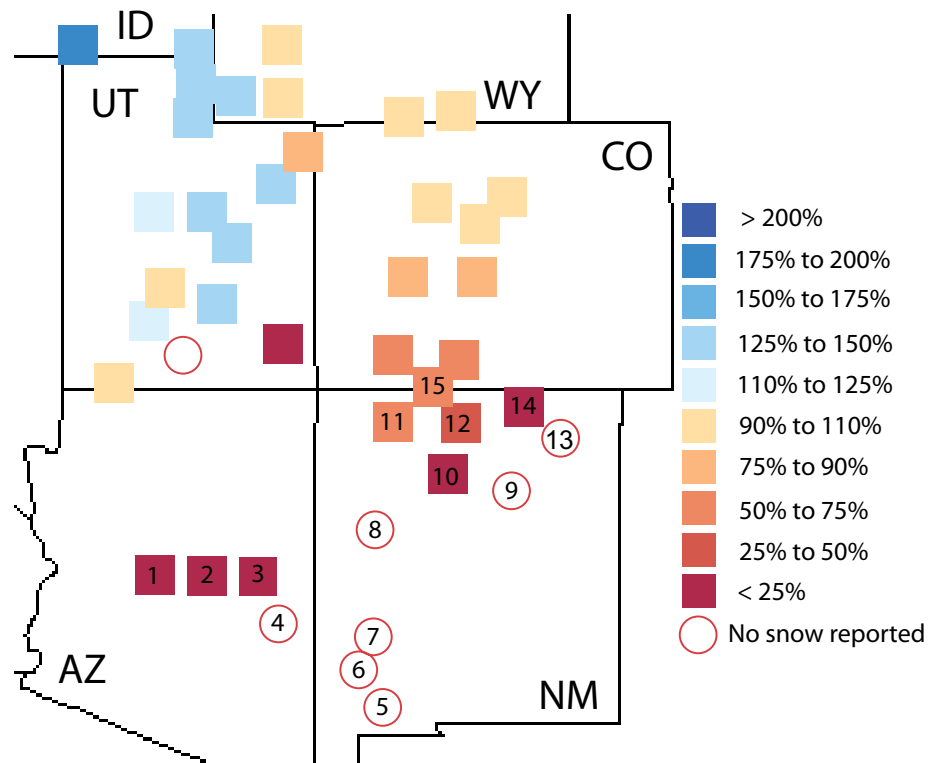 ID
UT
WY
CO
> 200%
175% to 200%
150% to 175%
125% to 150%
110% to 125%
90% to 110%
75% to 90%
50% to 75%
25% to 50%
< 25%
No snow reported
15
14
11
12
13
10
9
8
1
2
3
4
7
6
5
AZ
NM